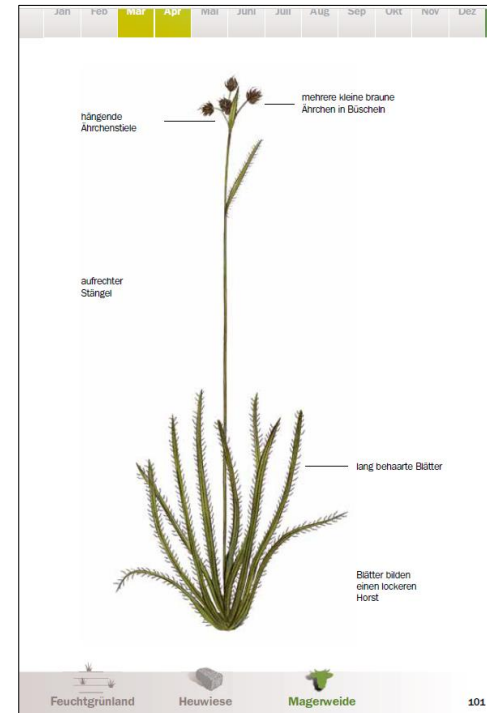 Jan Feb Mär Apr Mai Juni Juli Aug Sep Okt Nov Dez
mehrere kleine braune
Ährchen in Büscheln
hängende
Ährchenstiele
aufrechter
Stängel
lang behaarte Blätter
Blätter bilden
einen lockeren
Horst
Feuchtgrünland Heuwiese Magerweide 101